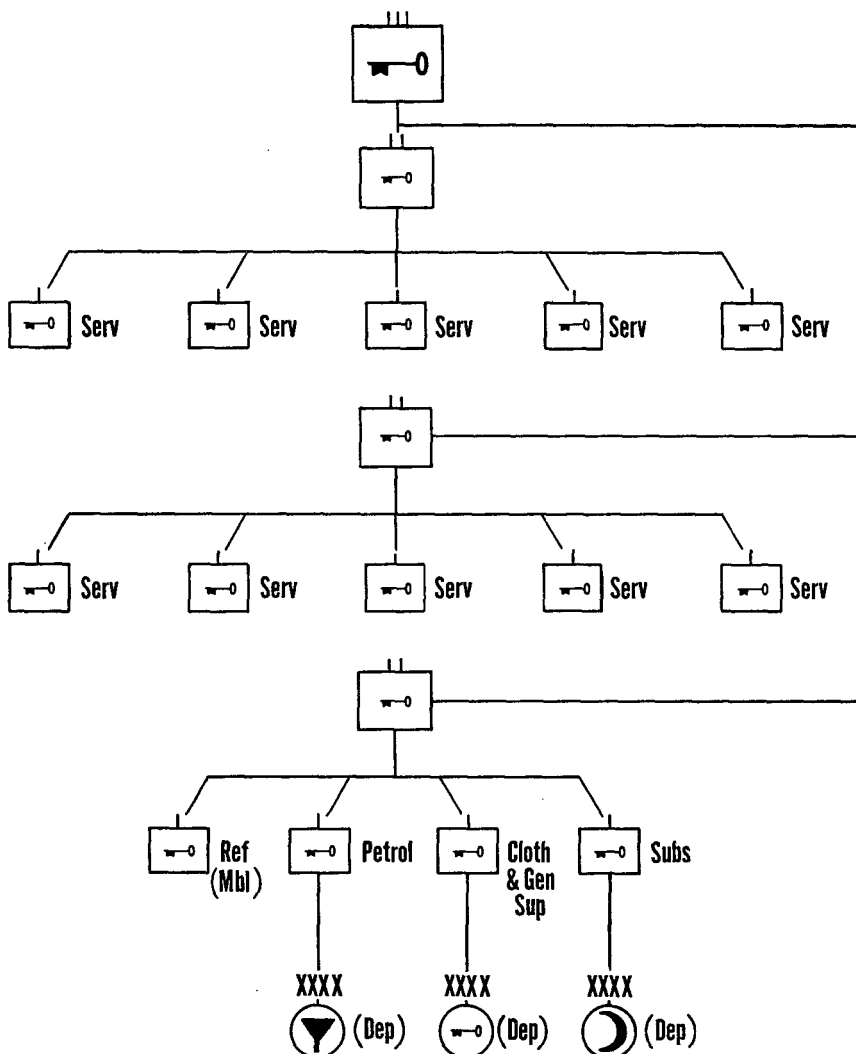 Serv Serv Serv Serv Serv
Serv Serv Serv Serv Serv
Ref
(Mbl)
Petrol
Cloth
& Gen
Sup
Subs
XXXX XXXX XXXX
(Dep) (Dep) (Dep)